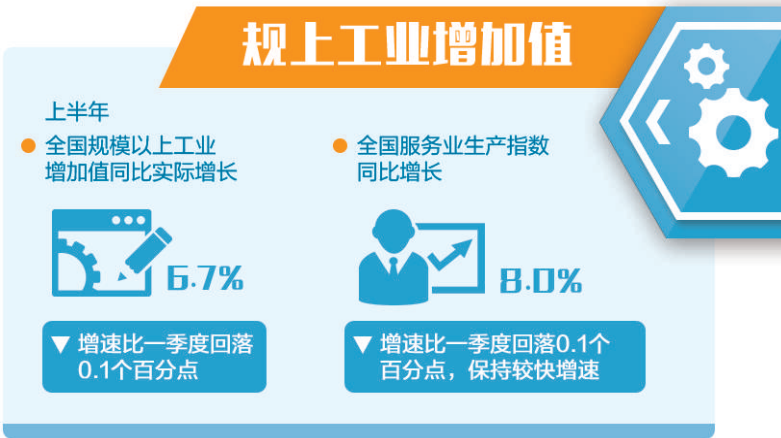 规上工业增加值
上半年
全国规模以上工业
增加值同比实际增长
6.7%
▼ 增速比一季度回落
0.1个百分点
全国服务业生产指数
同比增长
8.0%
▼ 增速比一季度回落0.1个
百分点，保持较快增速